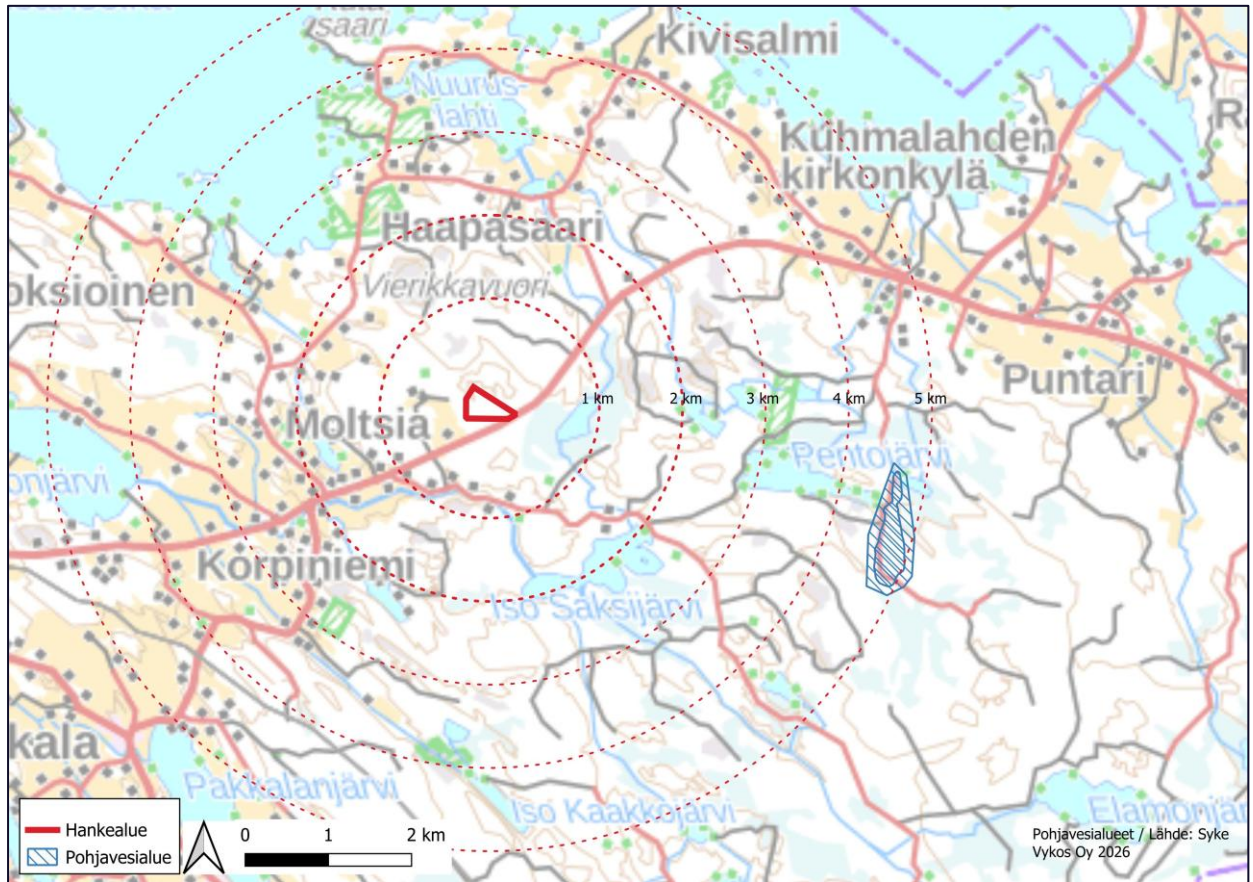 saari
Kivisalmi
Nuurus-
lahti
Kuhmalahden
kirkonkylä
Haapasaari
Vierikkavuori
oksioinen
Puntari
1 km
2 km
3 km
4 km
5 km
Moltsia
Pentojärvi
onjärvi
Korpiniemi
Iso Säksijärvi
kala
Pakkalanjärvi
Iso Kaakkojärvi
Elamonjär
Hankealue
Pohjavesialue
0 1 2 km
Pohjavesialueet / Lähde: Syke
Vykos Oy 2026